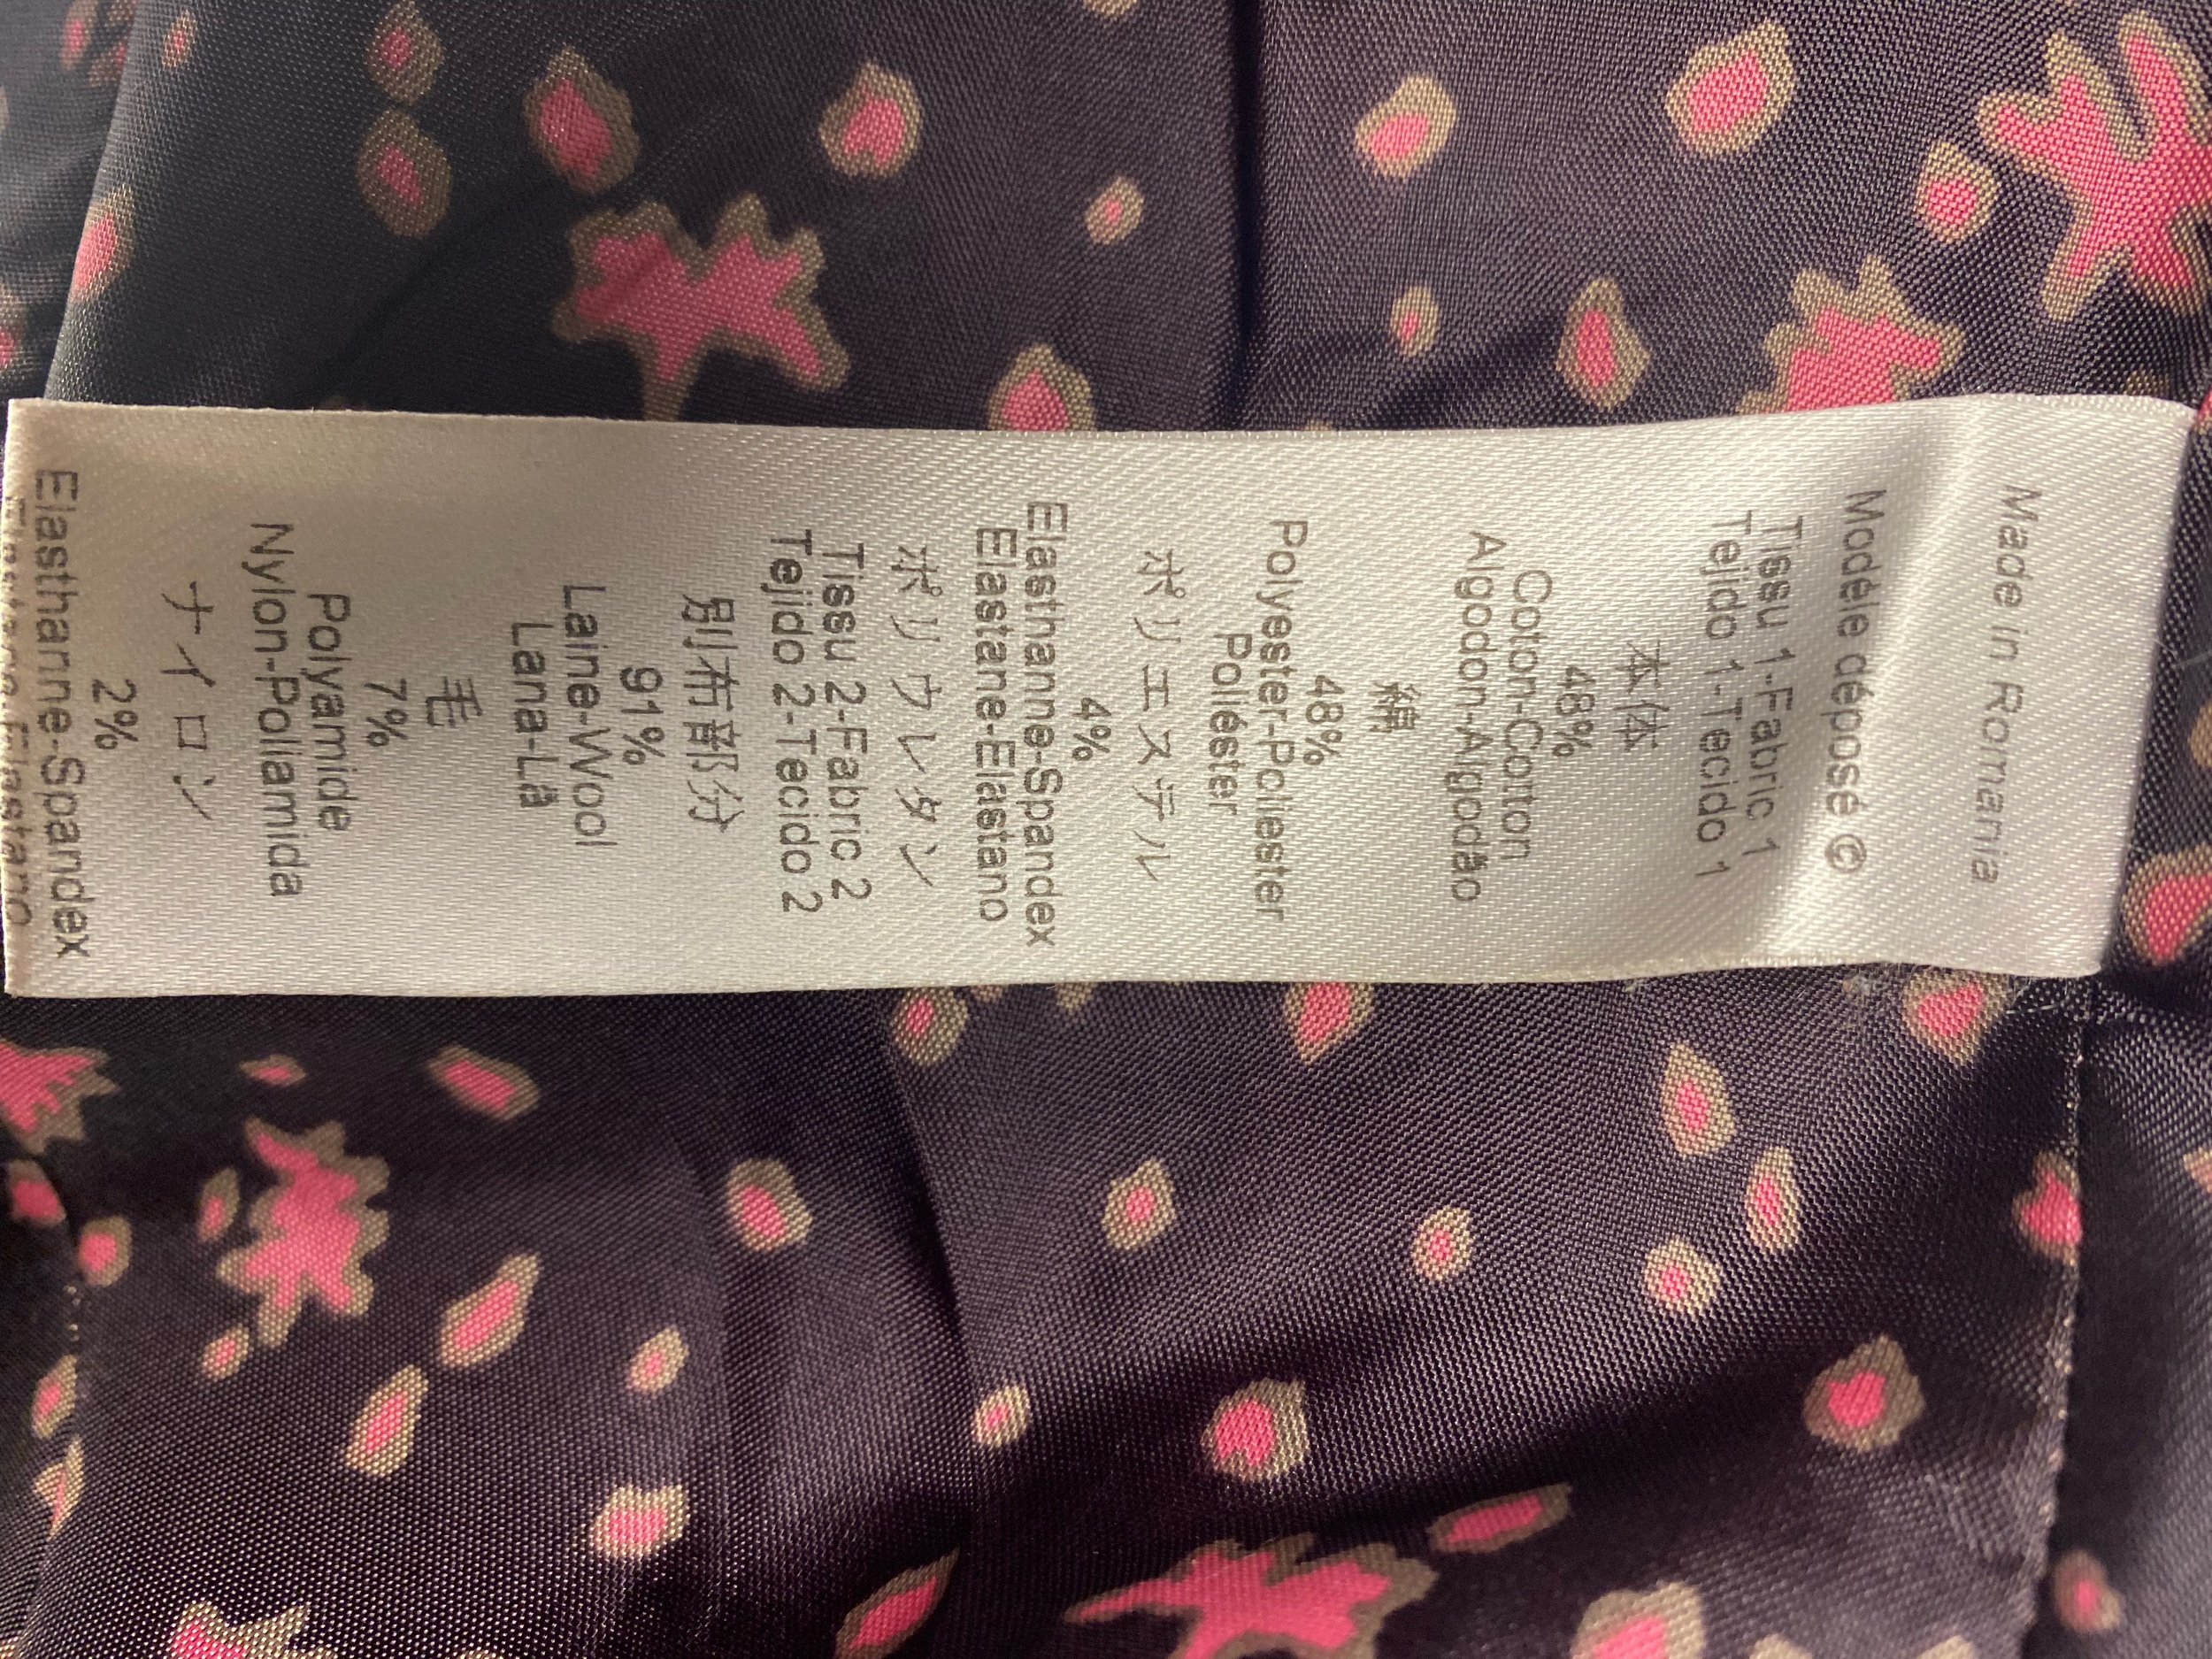 Made in Romania
Modèle déposé ©
Tissu 1-Fabric 1
Tejido 1-Tecido 1
本体
48%
Coton-Cotton
Algodon-Algodão
綿
48%
Polyester-Poliester
Poliéster
ポリエステル
4%
Elasthanne-Spandex
Elastane-Elastano
ポリウレタン
Tissu 2-Fabric 2
Tejido 2-Tecido 2
別布部分
91%
Laine-Wool
Lana-Lã
毛
7%
Polyamide
Nylon-Poliamida
ナイロン
2%
Elasthanne-Spandex
Elastane-Elastano